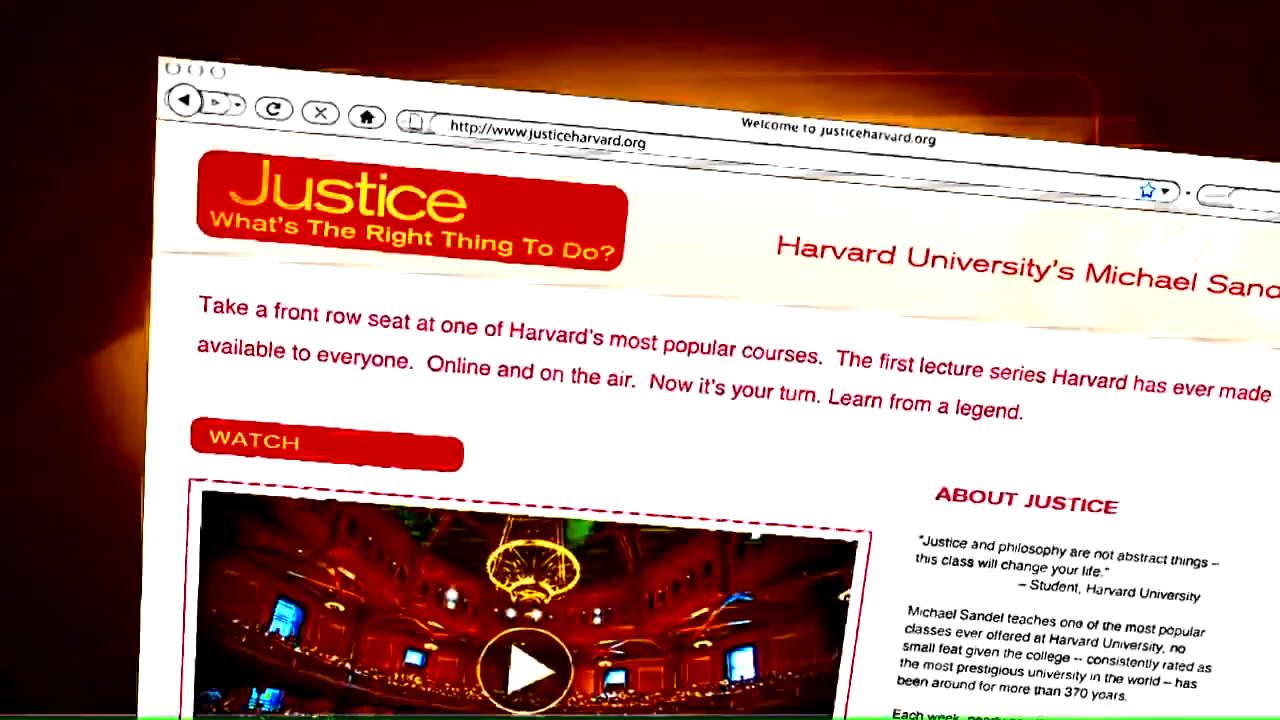 Welcome to justiceharvard.org
http://www.justiceharvard.org
Justice
What's The Right Thing To Do?
Harvard University's Michael
Take a front row seat at one of Harvard's most popular courses. The first lecture series Harvard has ever made
available to everyone. Online and on the air. Now it's your turn. Learn from a legend.
WATCH
ABOUT JUSTICE
"Justice and philosophy are not abstract things --
this class will change your life."
– Student, Harvard University
Michael Sandel teaches one of the most popular
classes ever offered at Harvard University, no
small feat given the college -- consistently rated as
the most prestigious university in the world -- has
been around for more than 370 years.
Each week,